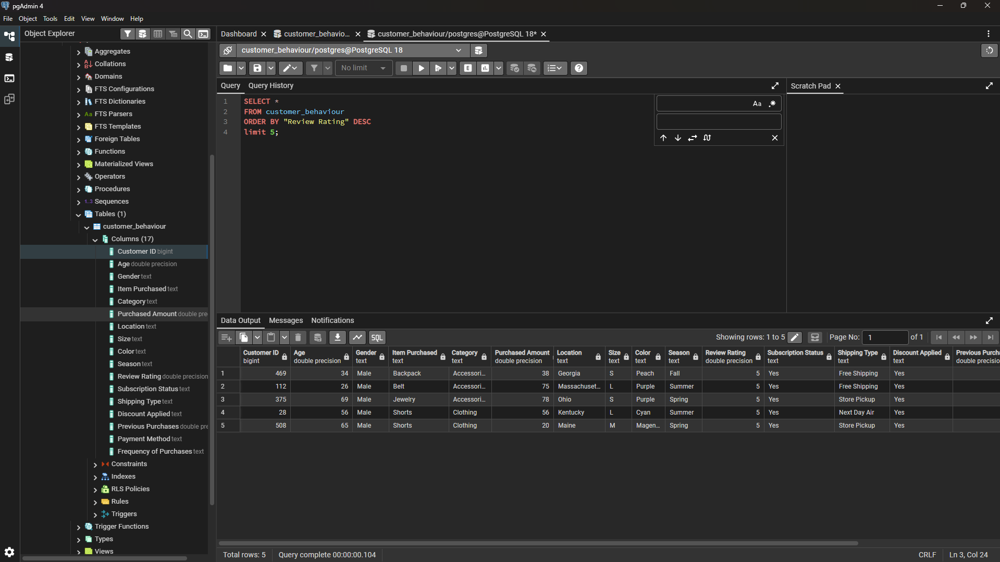 pgAdmin 4
File Object Tools Edit View Window Help
Object Explorer
Dashboard
customer_behavio...
customer_behaviour/postgres@PostgreSQL 18*
customer_behaviour/postgres@PostgreSQL 18
No limit
Query Query History
Scratch Pad
1 SELECT *
2 FROM customer_behaviour
3 ORDER BY "Review Rating" DESC
4 limit 5;
Aa
Aggregates
Collations
Domains
FTS Configurations
FTS Dictionaries
Aa FTS Parsers
FTS Templates
Foreign Tables
Functions
Materialized Views
Operators
Procedures
1..3 Sequences
Tables (1)
customer_behaviour
Columns (17)
Customer ID bigint
Age double precision
Gender text
Item Purchased text
Category text
Purchased Amount double pre
Location text
Size text
Color text
Season text
Review Rating double precision
Subscription Status text
Shipping Type text
Discount Applied text
Previous Purchases double pre
Payment Method text
Frequency of Purchases text
Constraints
Indexes
RLS Policies
Rules
Triggers
Trigger Functions
Types
Views
Data Output Messages Notifications
SQL
Showing rows: 1 to 5
Page No: 1 of 1
Customer ID Age Gender Item Purchased Category Purchased Amount Location Size Color Season Review Rating Subscription Status Shipping Type Discount Applied Previous Purch
bigint double precision text text text double precision text text text text double precision text text text double precisio
1 469 34 Male Backpack Accessori... 38 Georgia S Peach Fall 5 Yes Free Shipping Yes
2 112 26 Male Belt Accessori... 75 Massachuset... L Purple Summer 5 Yes Free Shipping Yes
3 375 69 Male Jewelry Accessori... 78 Ohio S Purple Spring 5 Yes Store Pickup Yes
4 28 56 Male Shorts Clothing 56 Kentucky L Cyan Summer 5 Yes Next Day Air Yes
5 508 65 Male Shorts Clothing 20 Maine M Magen... Spring 5 Yes Store Pickup Yes
Total rows: 5
Query complete 00:00:00.104
CRLF
Ln 3, Col 24